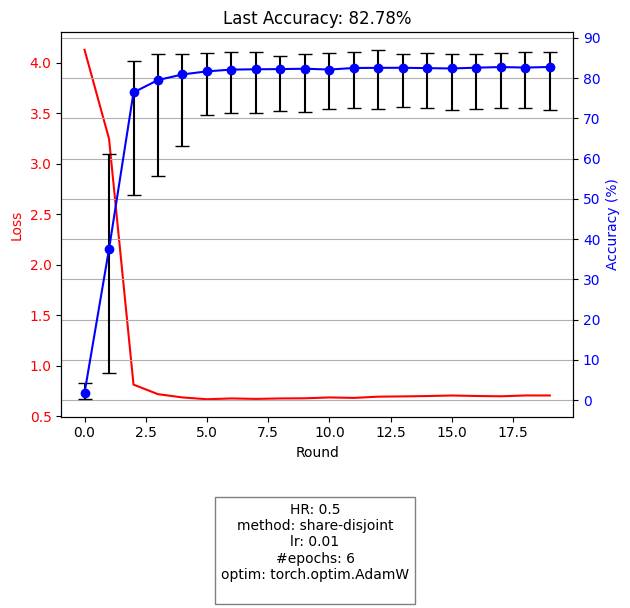 Last Accuracy: 82.78%
4.0
3.5
3.0
2.5
2.0
1.5
1.0
0.5
Loss
90
80
70
60
50
40
30
20
10
0
Accuracy (%)
0.0 2.5 5.0 7.5 10.0 12.5 15.0 17.5
Round
HR: 0.5
method: share-disjoint
lr: 0.01
#epochs: 6
optim: torch.optim.AdamW